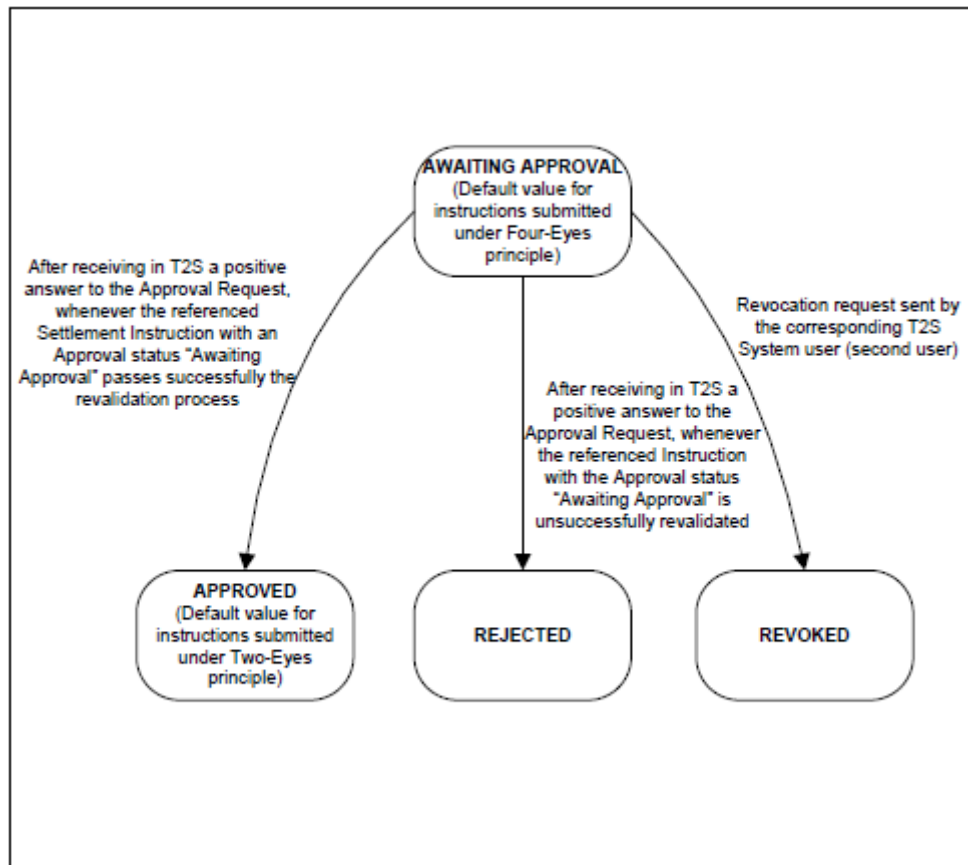 AWAITING APPROVAL
(Default value for
instructions submitted
under Four-Eyes
principle)
After receiving in T2S a positive
answer to the Approval Request,
whenever the referenced
Settlement Instruction with an
Approval status “Awaiting
Approval” passes successfully the
revalidation process
Revocation request sent by
the corresponding T2S
System user (second user)
After receiving in T2S a
positive answer to the
Approval Request, whenever
the referenced Instruction
with the Approval status
“Awaiting Approval” is
unsuccessfully revalidated
APPROVED
(Default value for
instructions submitted
under Two-Eyes
principle)
REJECTED
REVOKED